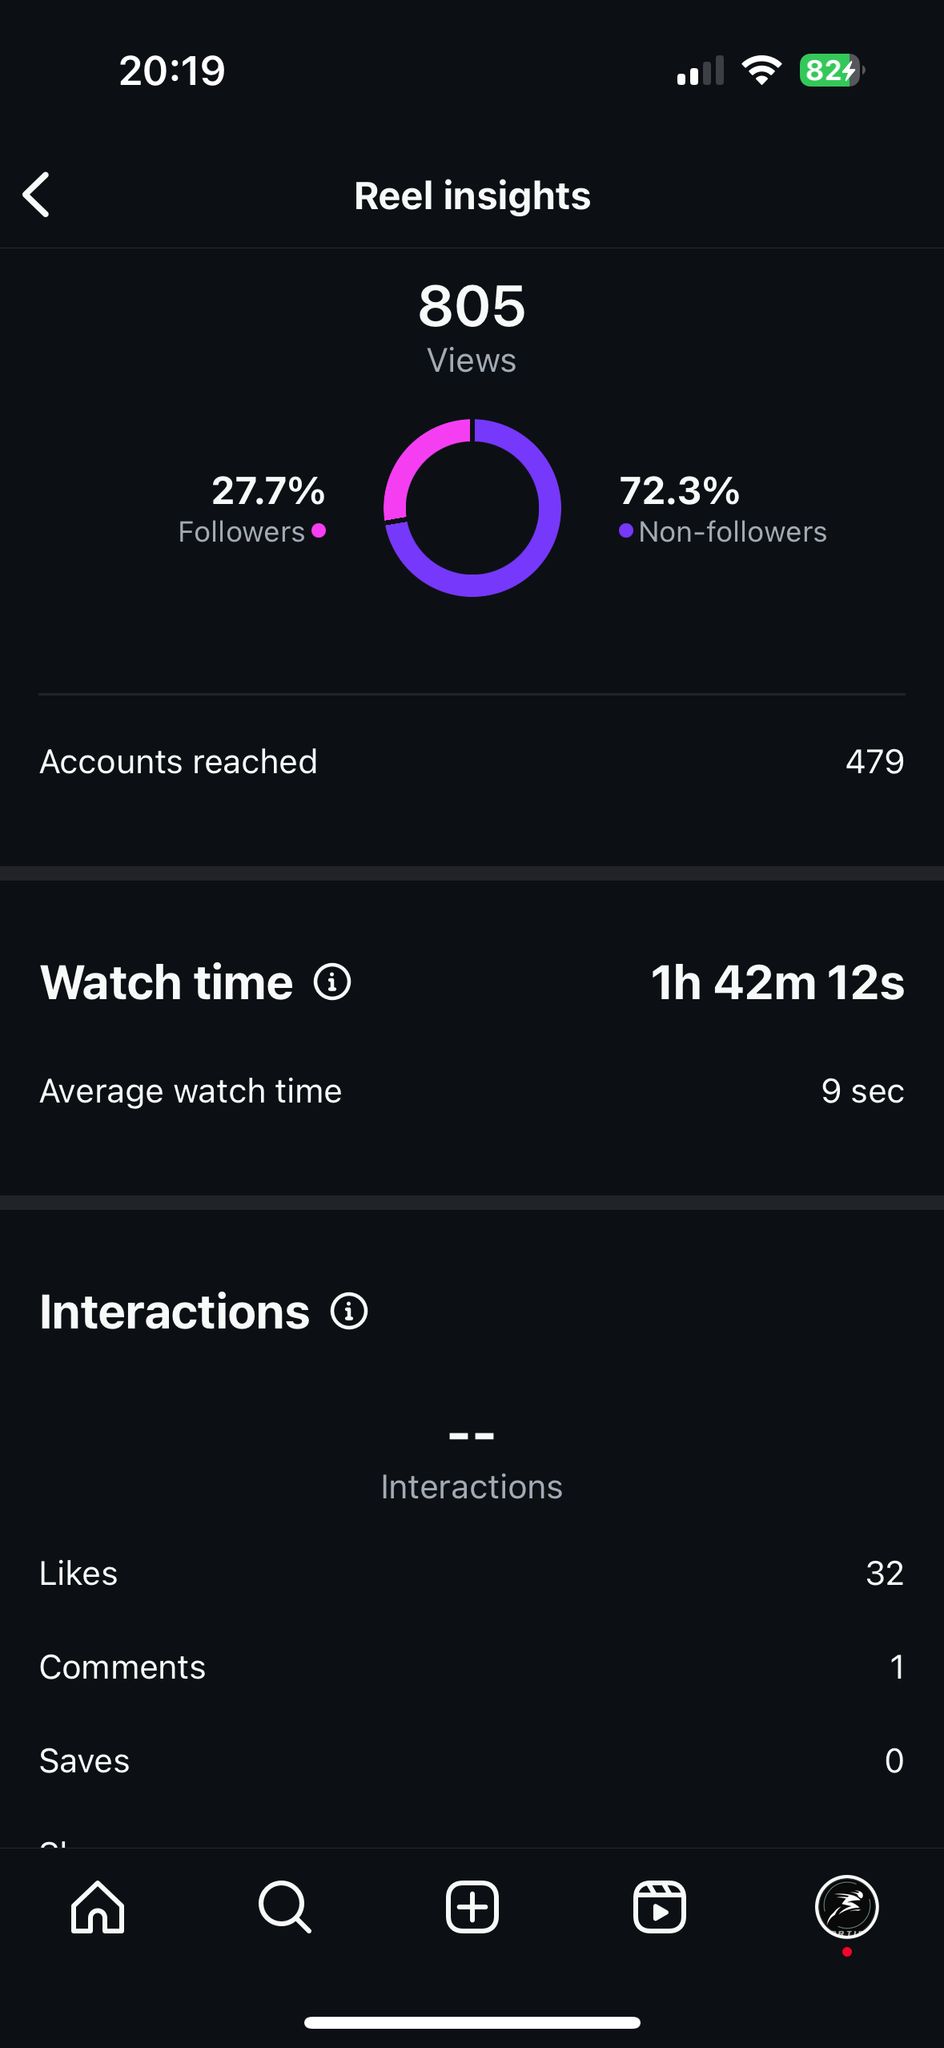 20:19
82
Reel insights
805
Views
27.7%
Followers
72.3%
Non-followers
Accounts reached 479
Watch time 1h 42m 12s
Average watch time 9 sec
Interactions
--
Interactions
Likes 32
Comments 1
Saves 0